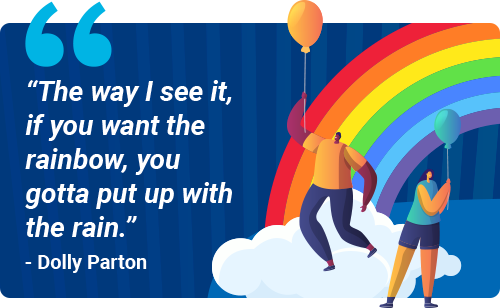 “The way I see it,
if you want the
rainbow, you
gotta put up with
the rain.”
- Dolly Parton